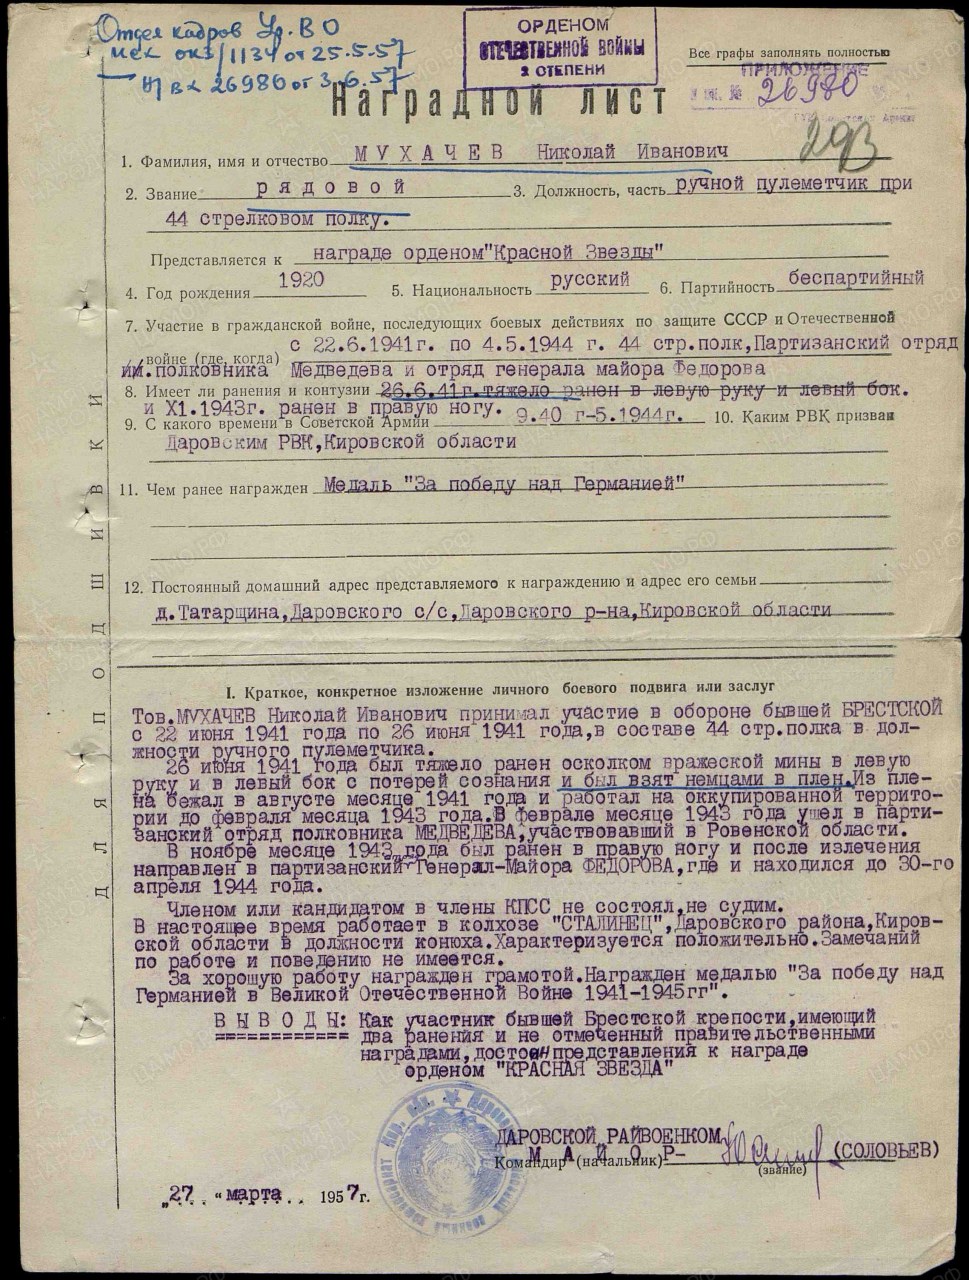 Отдел кадров Ур.ВО
исх окз/1134 от 25.5.57
Н/вх 26980 от 3.6.57
ОРДЕНОМ
ОТЕЧЕСТВЕННОЙ ВОЙНЫ
2 СТЕПЕНИ
Все графы заполнять полностью
ПРИЛОЖЕНИЕ
К вх. № 26980
Наградной лист
293
1. Фамилия, имя и отчество МУХАЧЕВ Николай Иванович
2. Звание рядовой 3. Должность, часть ручной пулеметчик при
44 стрелковом полку.
Представляется к награде орденом"Красной Звезды"
4. Год рождения 1920 5. Национальность русский 6. Партийность беспартийный
7. Участие в гражданской войне, последующих боевых действиях по защите СССР и Отечественной
войне (где, когда) с 22.6.1941г. по 4.5.1944 г. 44 стр.полк,Партизанский отряд
им.полковника Медведева и отряд генерала майора Федорова
8. Имеет ли ранения и контузии 26.6.41г.тяжело ранен в левую руку и левый бок.
и X1.1943г. ранен в правую ногу.
9. С какого времени в Советской Армии 9.40 г-5.1944г. 10. Каким РВК призван
Даровским РВК,Кировской области
11. Чем ранее награжден Медаль "За победу над Германией"
12. Постоянный домашний адрес представляемого к награждению и адрес его семьи
д.Татарщина,Даровского с/с,Даровского р-на,Кировской области
ДЛЯ ПОДШИВКИ
I. Краткое, конкретное изложение личного боевого подвига или заслуг
Тов.МУХАЧЕВ Николай Иванович принимал участие в обороне бывшей БРЕСТСКОЙ
с 22 июня 1941 года по 26 июня 1941 года,в составе 44 стр.полка в дол-
жности ручного пулеметчика.
26 июня 1941 года был тяжело ранен осколком вражеской мины в левую
руку и в левый бок с потерей сознания и был взят немцами в плен.Из пле-
на бежал в августе месяце 1941 года и работал на оккупированной террито-
рии до февраля месяца 1943 года.В феврале месяце 1943 года ушел в парти-
занский отряд полковника МЕДВЕДЕВА,участвовавший в Ровенской области.
В ноябре месяце 1943 года был ранен в правую ногу и после излечения
направлен в партизанский Генерал-Майора ФЕДОРОВА,где и находился до 30-го
апреля 1944 года.
Членом или кандидатом в члены КПСС не состоял,не судим.
В настоящее время работает в колхозе "СТАЛИНЕЦ",Даровского района,Киров-
ской области в должности конюха.Характеризуется положительно.Замечаний
по работе и поведению не имеется.
За хорошую работу награжден грамотой.Награжден медалью "За победу над
Германией в Великой Отечественной Войне 1941-1945гг".
ВЫВОДЫ: Как участник бывшей Брестской крепости,имеющий
два ранения и не отмеченный правительственными
наградами,достоен представления к награде
орденом "КРАСНАЯ ЗВЕЗДА"
ДАРОВСКОЙ РАЙВОЕНКОМ
МАЙОР- (СОЛОВЬЕВ)
Командир (начальник)
(звание)
„27 " марта 1957г.